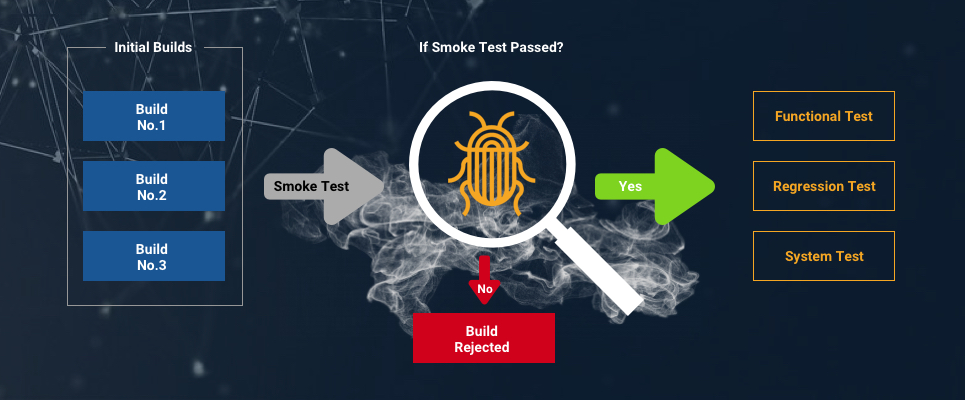 Initial Builds
If Smoke Test Passed?
Build
No.1
Build
No.2
Build
No.3
Smoke Test
Yes
No
Build
Rejected
Functional Test
Regression Test
System Test